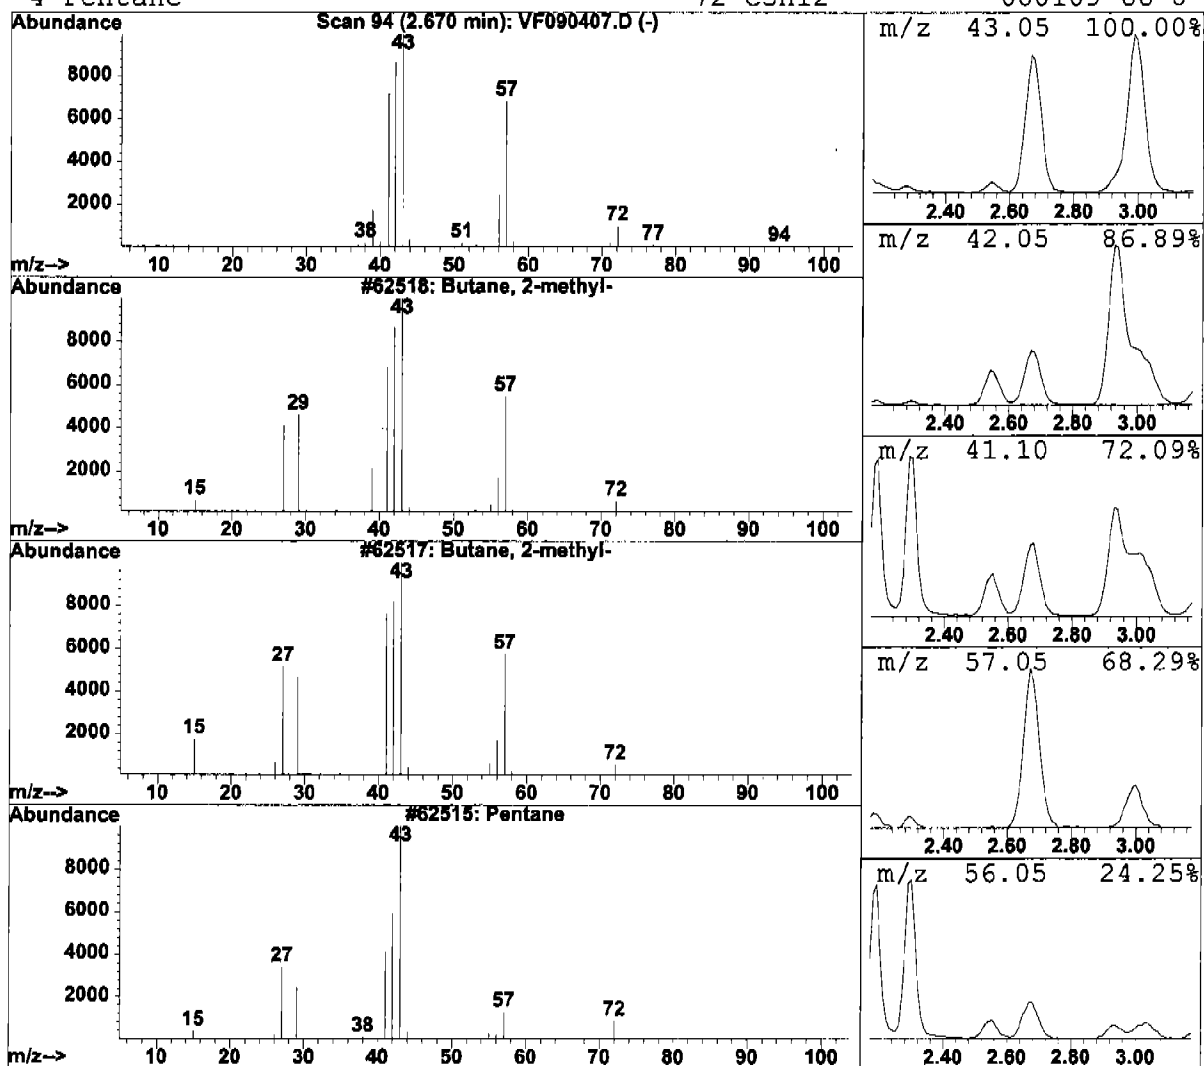 4 Pentane 72 C5H12 000109-66-0
Abundance Scan 94 (2.670 min): VF090407.D (-)
43
8000
57
6000
4000
2000
38 51 72 77 94
m/z--> 10 20 30 40 50 60 70 80 90 100
Abundance #62518: Butane, 2-methyl-
43
8000
6000
57
29
4000
2000
15 72
m/z--> 10 20 30 40 50 60 70 80 90 100
Abundance #62517: Butane, 2-methyl-
43
8000
6000
27 57
4000
15
2000
72
m/z--> 10 20 30 40 50 60 70 80 90 100
Abundance #62515: Pentane
43
8000
6000
4000
27
2000
15 38 57 72
m/z--> 10 20 30 40 50 60 70 80 90 100
m/z 43.05 100.00%
2.40 2.60 2.80 3.00
m/z 42.05 86.89%
2.40 2.60 2.80 3.00
m/z 41.10 72.09%
2.40 2.60 2.80 3.00
m/z 57.05 68.29%
2.40 2.60 2.80 3.00
m/z 56.05 24.25%
2.40 2.60 2.80 3.00